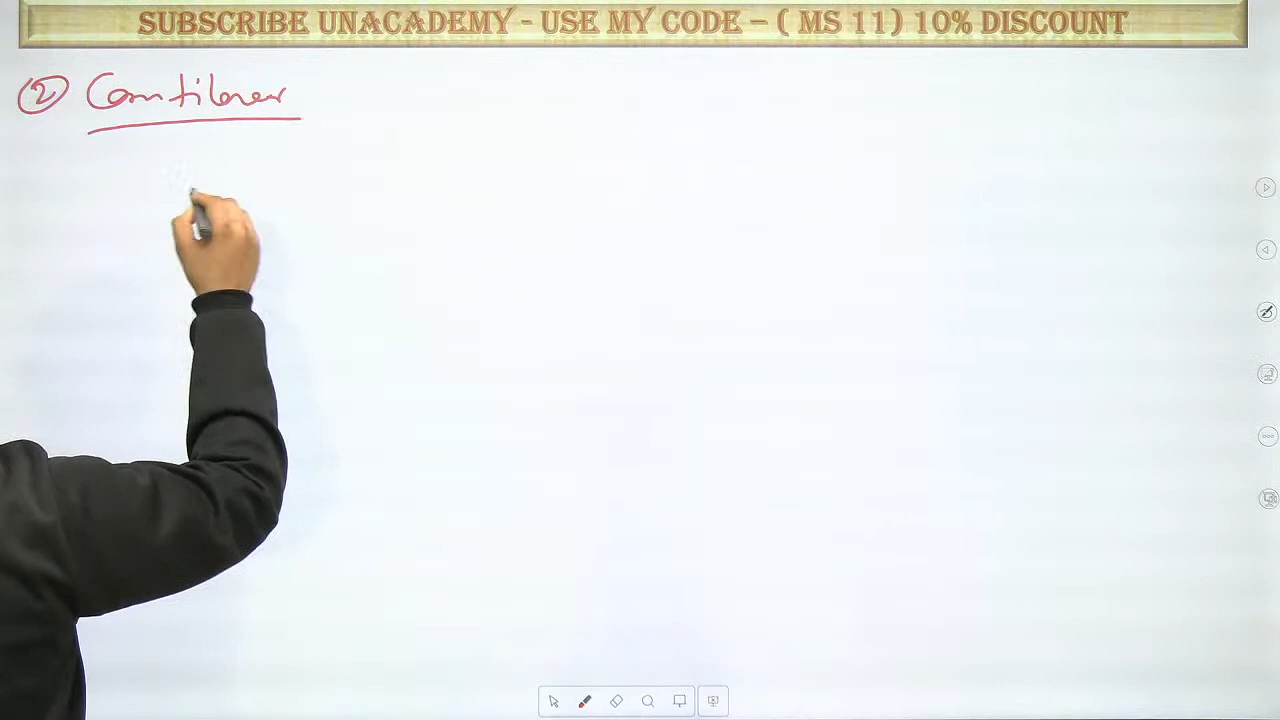 SUBSCRIBE UNACADEMY - USE MY CODE – ( MS 11) 10% DISCOUNT
② Cantilever